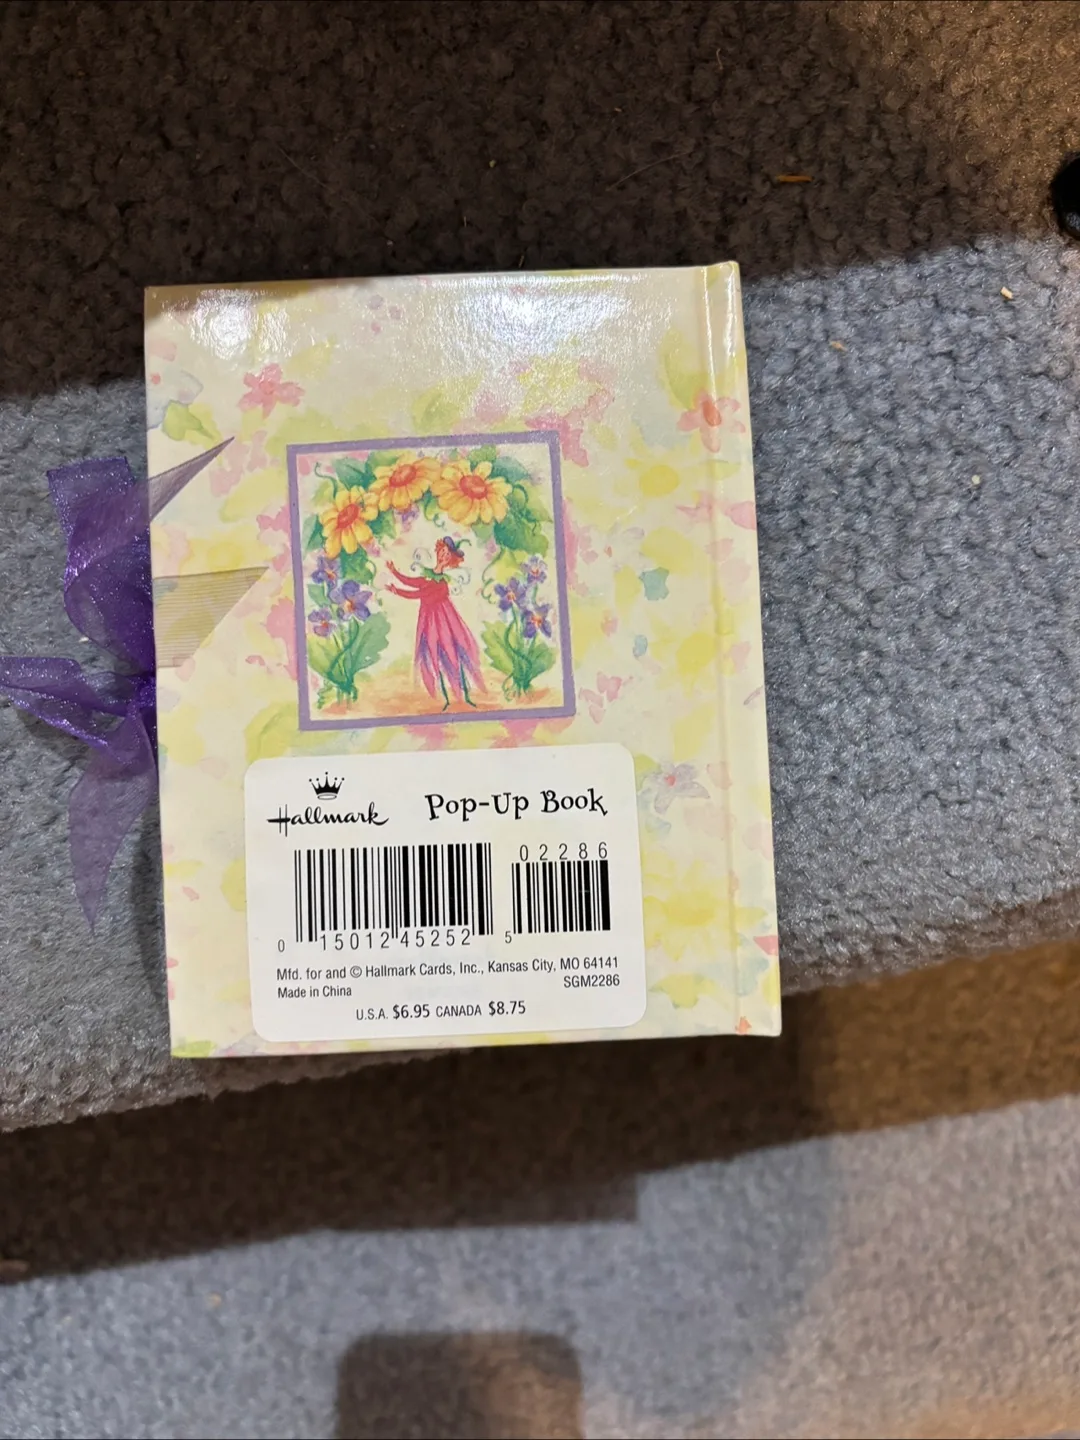 Hallmark Pop-Up Book
02286
0 15012 45252 5
Mfd. for and © Hallmark Cards, Inc., Kansas City, MO 64141
Made in China SGM2286
U.S.A. $6.95 CANADA $8.75